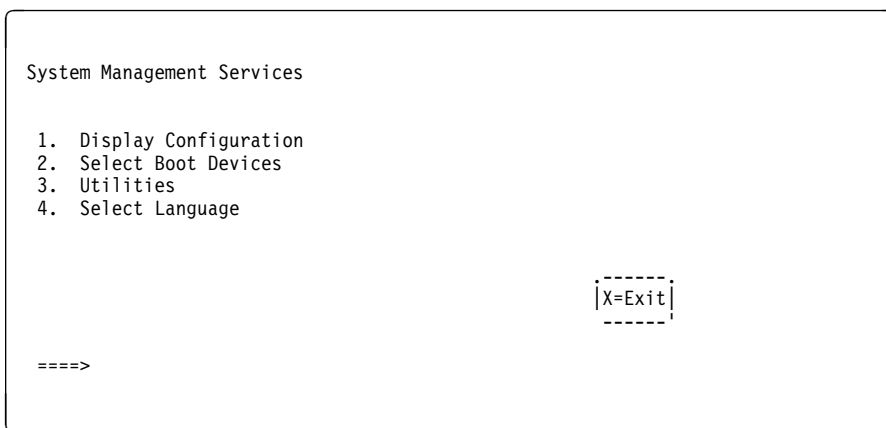 System Management Services
1. Display Configuration
2. Select Boot Devices
3. Utilities
4. Select Language
.------.
|X=Exit|
------'
====>